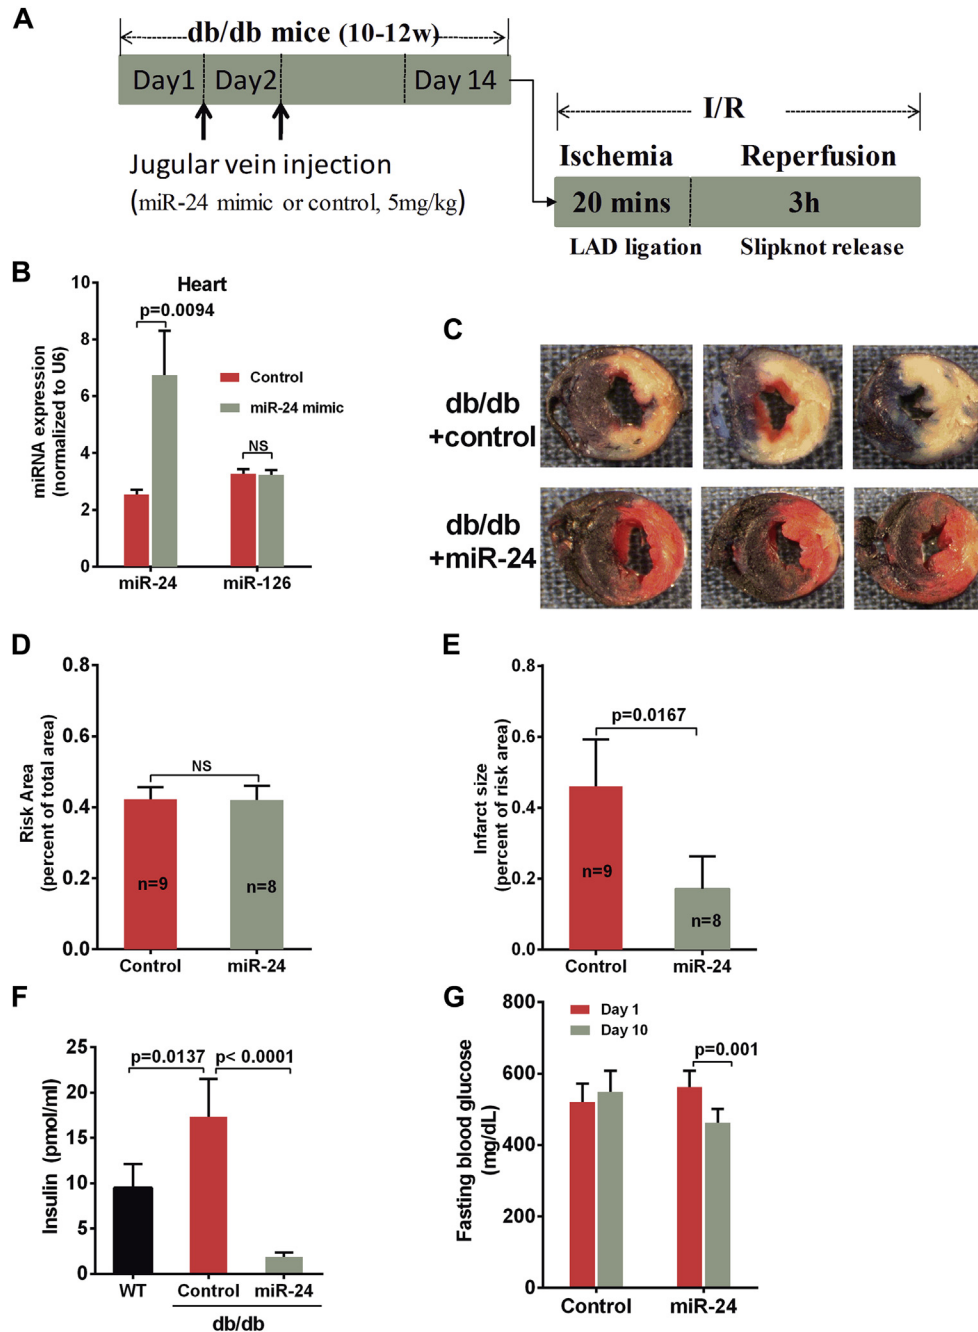 A
db/db mice (10-12w)
Day1 Day2 Day 14
Jugular vein injection
(miR-24 mimic or control, 5mg/kg)
I/R
Ischemia Reperfusion
20 mins 3h
LAD ligation Slipknot release
B
Heart
p=0.0094
NS
Control
miR-24 mimic
miRNA expression
(normalized to U6)
10
8
6
4
2
0
miR-24 miR-126
C
db/db
+control
db/db
+miR-24
D
Risk Area
(percent of total area)
0.8
0.6
0.4
0.2
0.0
NS
n=9 n=8
Control miR-24
E
Infarct size
(percent of risk area)
0.8
0.6
0.4
0.2
0.0
p=0.0167
n=9
n=8
Control miR-24
F
Insulin (pmol/ml)
25
20
15
10
5
0
p=0.0137 p< 0.0001
WT Control miR-24
db/db
G
Fasting blood glucose
(mg/dL)
800
600
400
200
0
Day 1
Day 10
p=0.001
Control miR-24